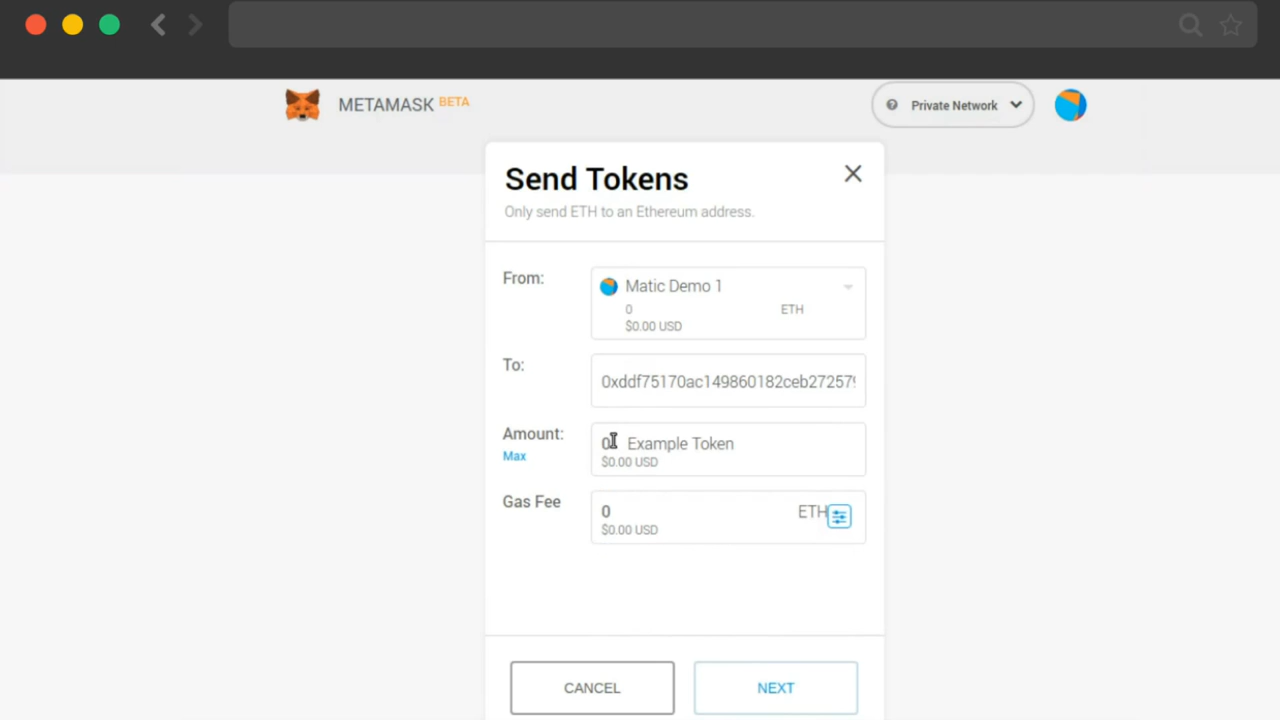 METAMASK BETA
Private Network
Send Tokens
Only send ETH to an Ethereum address.
From:
Matic Demo 1
0 ETH
$0.00 USD
To:
0xddf75170ac149860182ceb272579
Amount:
Max
0 Example Token
$0.00 USD
Gas Fee
0 ETH
$0.00 USD
CANCEL
NEXT